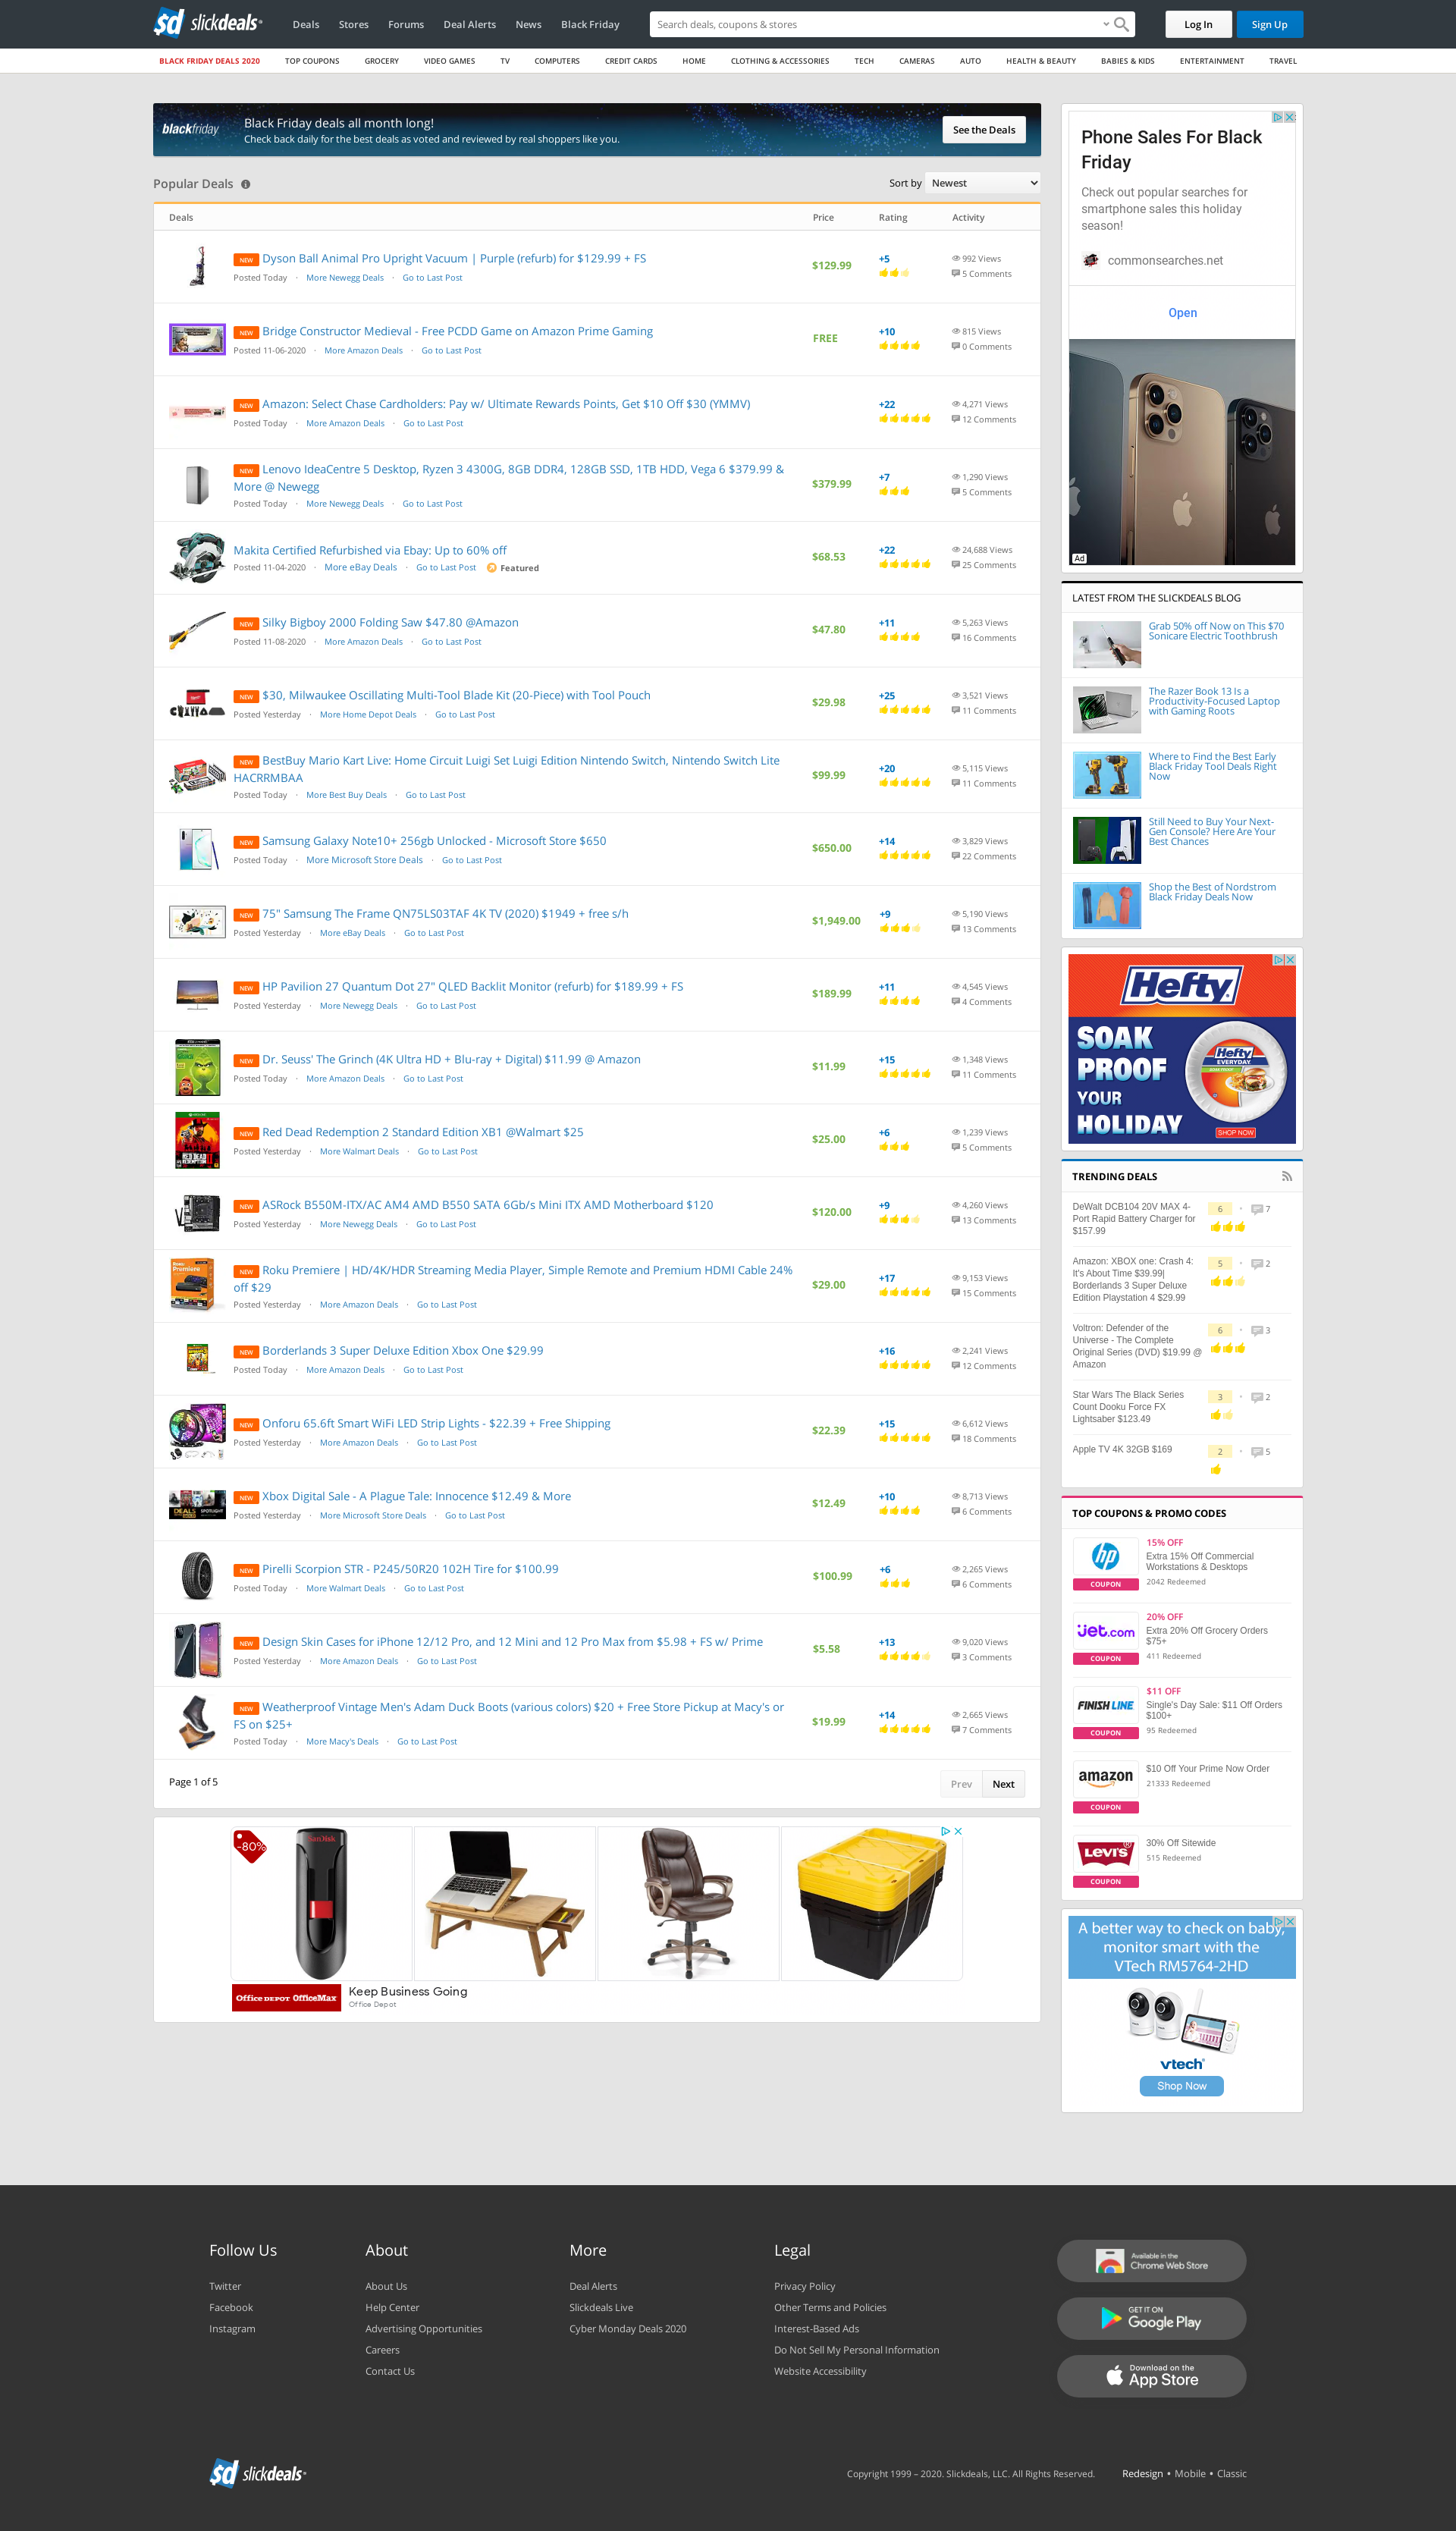 sd slickdeals
Deals Stores Forums Deal Alerts News Black Friday
Search deals, coupons & stores
Log In Sign Up
BLACK FRIDAY DEALS 2020 TOP COUPONS GROCERY VIDEO GAMES TV COMPUTERS CREDIT CARDS HOME CLOTHING & ACCESSORIES TECH CAMERAS AUTO HEALTH & BEAUTY BABIES & KIDS ENTERTAINMENT TRAVEL
blackfriday
Black Friday deals all month long!
Check back daily for the best deals as voted and reviewed by real shoppers like you.
See the Deals
Popular Deals
Sort by Newest
Deals Price Rating Activity
NEW Dyson Ball Animal Pro Upright Vacuum | Purple (refurb) for $129.99 + FS
Posted Today · More Newegg Deals · Go to Last Post
$129.99
+5
992 Views
5 Comments
NEW Bridge Constructor Medieval - Free PCDD Game on Amazon Prime Gaming
Posted 11-06-2020 · More Amazon Deals · Go to Last Post
FREE
+10
815 Views
0 Comments
NEW Amazon: Select Chase Cardholders: Pay w/ Ultimate Rewards Points, Get $10 Off $30 (YMMV)
Posted Today · More Amazon Deals · Go to Last Post
+22
4,271 Views
12 Comments
NEW Lenovo IdeaCentre 5 Desktop, Ryzen 3 4300G, 8GB DDR4, 128GB SSD, 1TB HDD, Vega 6 $379.99 &
More @ Newegg
Posted Today · More Newegg Deals · Go to Last Post
$379.99
+7
1,290 Views
5 Comments
Makita Certified Refurbished via Ebay: Up to 60% off
Posted 11-04-2020 · More eBay Deals · Go to Last Post Featured
$68.53
+22
24,688 Views
25 Comments
NEW Silky Bigboy 2000 Folding Saw $47.80 @Amazon
Posted 11-08-2020 · More Amazon Deals · Go to Last Post
$47.80
+11
5,263 Views
16 Comments
NEW $30, Milwaukee Oscillating Multi-Tool Blade Kit (20-Piece) with Tool Pouch
Posted Yesterday · More Home Depot Deals · Go to Last Post
$29.98
+25
3,521 Views
11 Comments
NEW BestBuy Mario Kart Live: Home Circuit Luigi Set Luigi Edition Nintendo Switch, Nintendo Switch Lite
HACRRMBAA
Posted Today · More Best Buy Deals · Go to Last Post
$99.99
+20
5,115 Views
11 Comments
NEW Samsung Galaxy Note10+ 256gb Unlocked - Microsoft Store $650
Posted Today · More Microsoft Store Deals · Go to Last Post
$650.00
+14
3,829 Views
22 Comments
NEW 75" Samsung The Frame QN75LS03TAF 4K TV (2020) $1949 + free s/h
Posted Yesterday · More eBay Deals · Go to Last Post
$1,949.00
+9
5,190 Views
13 Comments
NEW HP Pavilion 27 Quantum Dot 27" QLED Backlit Monitor (refurb) for $189.99 + FS
Posted Yesterday · More Newegg Deals · Go to Last Post
$189.99
+11
4,545 Views
4 Comments
NEW Dr. Seuss' The Grinch (4K Ultra HD + Blu-ray + Digital) $11.99 @ Amazon
Posted Today · More Amazon Deals · Go to Last Post
$11.99
+15
1,348 Views
11 Comments
NEW Red Dead Redemption 2 Standard Edition XB1 @Walmart $25
Posted Yesterday · More Walmart Deals · Go to Last Post
$25.00
+6
1,239 Views
5 Comments
NEW ASRock B550M-ITX/AC AM4 AMD B550 SATA 6Gb/s Mini ITX AMD Motherboard $120
Posted Yesterday · More Newegg Deals · Go to Last Post
$120.00
+9
4,260 Views
13 Comments
NEW Roku Premiere | HD/4K/HDR Streaming Media Player, Simple Remote and Premium HDMI Cable 24%
off $29
Posted Yesterday · More Amazon Deals · Go to Last Post
$29.00
+17
9,153 Views
15 Comments
NEW Borderlands 3 Super Deluxe Edition Xbox One $29.99
Posted Today · More Amazon Deals · Go to Last Post
+16
2,241 Views
12 Comments
NEW Onforu 65.6ft Smart WiFi LED Strip Lights - $22.39 + Free Shipping
Posted Yesterday · More Amazon Deals · Go to Last Post
$22.39
+15
6,612 Views
18 Comments
NEW Xbox Digital Sale - A Plague Tale: Innocence $12.49 & More
Posted Yesterday · More Microsoft Store Deals · Go to Last Post
$12.49
+10
8,713 Views
6 Comments
NEW Pirelli Scorpion STR - P245/50R20 102H Tire for $100.99
Posted Today · More Walmart Deals · Go to Last Post
$100.99
+6
2,265 Views
6 Comments
NEW Design Skin Cases for iPhone 12/12 Pro, and 12 Mini and 12 Pro Max from $5.98 + FS w/ Prime
Posted Yesterday · More Amazon Deals · Go to Last Post
$5.58
+13
9,020 Views
3 Comments
NEW Weatherproof Vintage Men's Adam Duck Boots (various colors) $20 + Free Store Pickup at Macy's or
FS on $25+
Posted Today · More Macy's Deals · Go to Last Post
$19.99
+14
2,665 Views
7 Comments
Page 1 of 5
Prev Next
-80%
SanDisk
Office DEPOT OfficeMax
Keep Business Going
Office Depot
Phone Sales For Black
Friday
Check out popular searches for
smartphone sales this holiday
season!
commonsearches.net
Open
Ad
LATEST FROM THE SLICKDEALS BLOG
Grab 50% off Now on This $70
Sonicare Electric Toothbrush
The Razer Book 13 Is a
Productivity-Focused Laptop
with Gaming Roots
Where to Find the Best Early
Black Friday Tool Deals Right
Now
Still Need to Buy Your Next-
Gen Console? Here Are Your
Best Chances
Shop the Best of Nordstrom
Black Friday Deals Now
Hefty
SOAK
PROOF
YOUR
HOLIDAY
Hefty
EVERYDAY
SHOP NOW
TRENDING DEALS
DeWalt DCB104 20V MAX 4-
Port Rapid Battery Charger for
$157.99
6 · 7
Amazon: XBOX one: Crash 4:
It's About Time $39.99|
Borderlands 3 Super Deluxe
Edition Playstation 4 $29.99
5 · 2
Voltron: Defender of the
Universe - The Complete
Original Series (DVD) $19.99 @
Amazon
6 · 3
Star Wars The Black Series
Count Dooku Force FX
Lightsaber $123.49
3 · 2
Apple TV 4K 32GB $169
2 · 5
TOP COUPONS & PROMO CODES
hp
COUPON
15% OFF
Extra 15% Off Commercial
Workstations & Desktops
2042 Redeemed
jet.com
COUPON
20% OFF
Extra 20% Off Grocery Orders
$75+
411 Redeemed
FINISH LINE
COUPON
$11 OFF
Single's Day Sale: $11 Off Orders
$100+
95 Redeemed
amazon
COUPON
$10 Off Your Prime Now Order
21333 Redeemed
LEVI'S
COUPON
30% Off Sitewide
515 Redeemed
A better way to check on baby,
monitor smart with the
VTech RM5764-2HD
vtech
Shop Now
Follow Us
Twitter
Facebook
Instagram
About
About Us
Help Center
Advertising Opportunities
Careers
Contact Us
More
Deal Alerts
Slickdeals Live
Cyber Monday Deals 2020
Legal
Privacy Policy
Other Terms and Policies
Interest-Based Ads
Do Not Sell My Personal Information
Website Accessibility
Available in the
Chrome Web Store
GET IT ON
Google Play
Download on the
App Store
sd slickdeals
Copyright 1999 – 2020. Slickdeals, LLC. All Rights Reserved. Redesign • Mobile • Classic